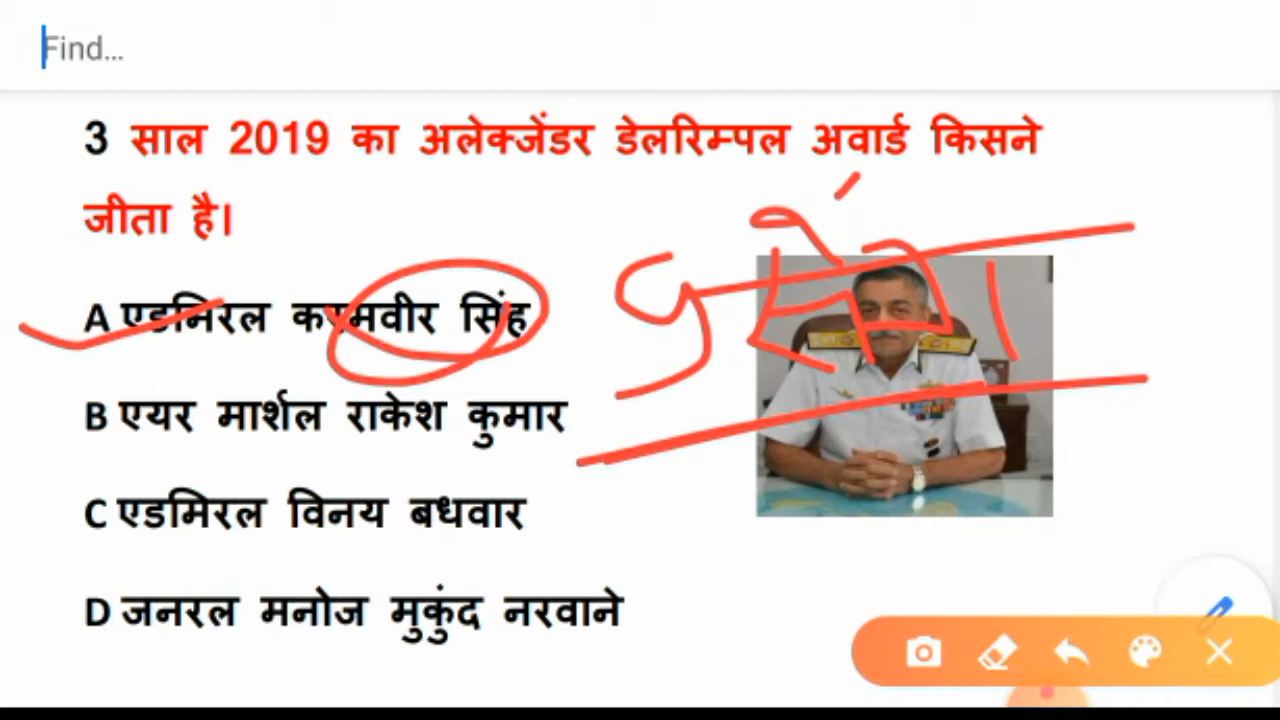 Find...
3 साल 2019 का अलेक्जेंडर डेलरिम्पल अवार्ड किसने
जीता है।
A एडमिरल करमवीर सिंह
B एयर मार्शल राकेश कुमार
C एडमिरल विनय बधवार
D जनरल मनोज मुकुंद नरवाने